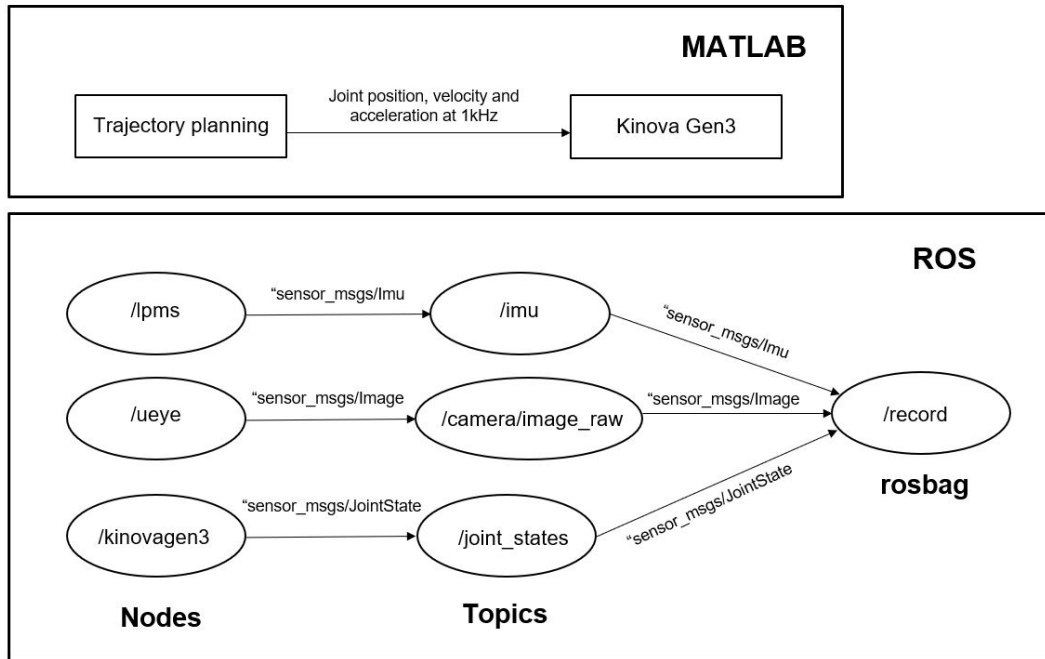 MATLAB
Trajectory planning
Joint position, velocity and
acceleration at 1kHz
Kinova Gen3
ROS
/lpms
“sensor_msgs/Imu
/imu
“sensor_msgs/Imu
/ueye
“sensor_msgs/Image
/camera/image_raw
“sensor_msgs/Image
/record
rosbag
/kinovagen3
“sensor_msgs/JointState
/joint_states
“sensor_msgs/JointState
Nodes
Topics